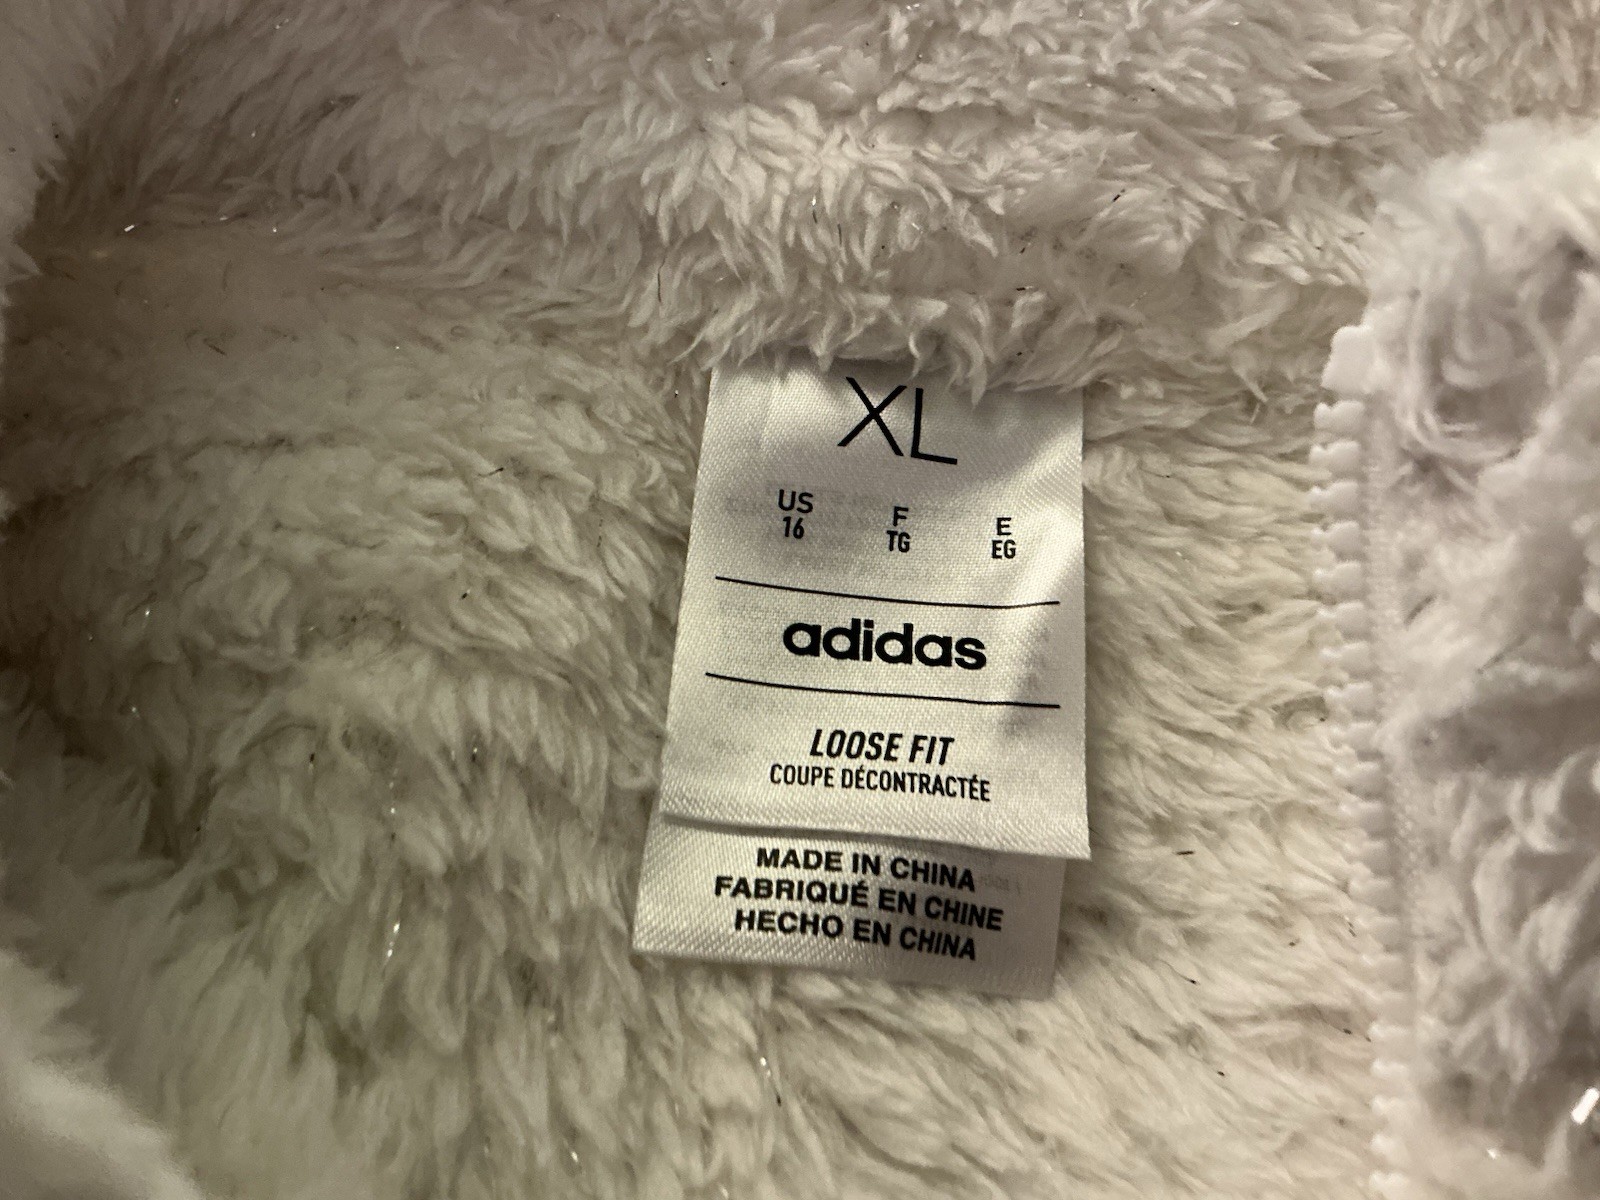 XL
US F E
16 TG EG
adidas
LOOSE FIT
COUPE DÉCONTRACTÉE
MADE IN CHINA
FABRIQUÉ EN CHINE
HECHO EN CHINA